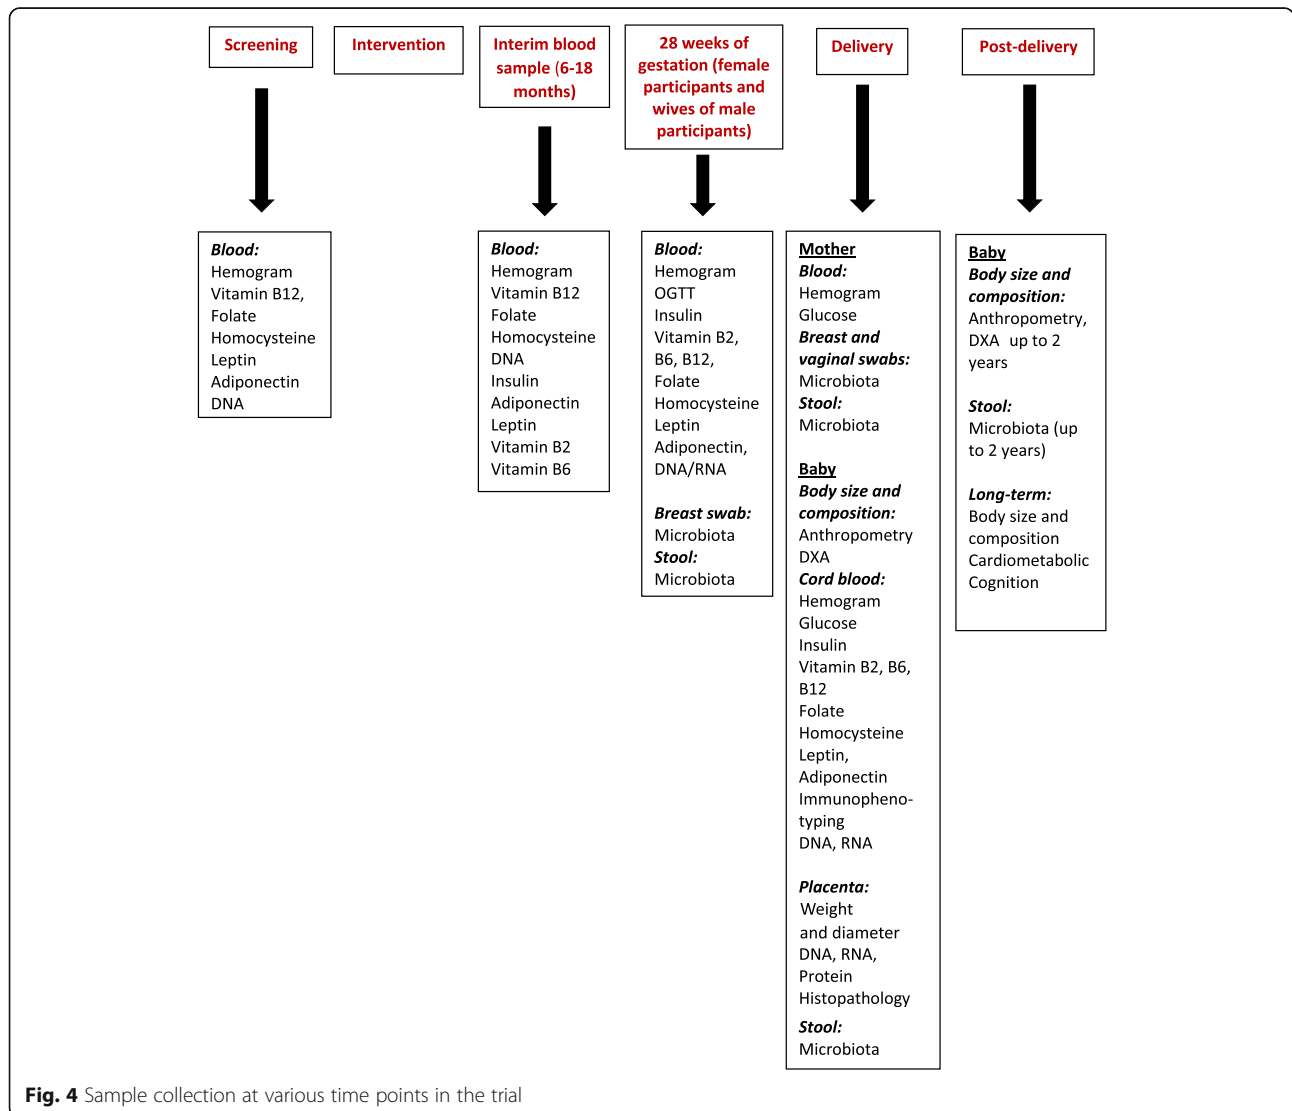 Screening
Intervention
Interim blood
sample (6-18
months)
28 weeks of
gestation (female
participants and
wives of male
participants)
Delivery
Post-delivery
Blood:
Hemogram
Vitamin B12,
Folate
Homocysteine
Leptin
Adiponectin
DNA
Blood:
Hemogram
Vitamin B12
Folate
Homocysteine
DNA
Insulin
Adiponectin
Leptin
Vitamin B2
Vitamin B6
Blood:
Hemogram
OGTT
Insulin
Vitamin B2,
B6, B12,
Folate
Homocysteine
Leptin
Adiponectin,
DNA/RNA
Breast swab:
Microbiota
Stool:
Microbiota
Mother
Blood:
Hemogram
Glucose
Breast and
vaginal swabs:
Microbiota
Stool:
Microbiota
Baby
Body size and
composition:
Anthropometry
DXA
Cord blood:
Hemogram
Glucose
Insulin
Vitamin B2, B6,
B12
Folate
Homocysteine
Leptin,
Adiponectin
Immunopheno-
typing
DNA, RNA
Placenta:
Weight
and diameter
DNA, RNA,
Protein
Histopathology
Stool:
Microbiota
Baby
Body size and
composition:
Anthropometry,
DXA up to 2
years
Stool:
Microbiota (up
to 2 years)
Long-term:
Body size and
composition
Cardiometabolic
Cognition
Fig. 4 Sample collection at various time points in the trial